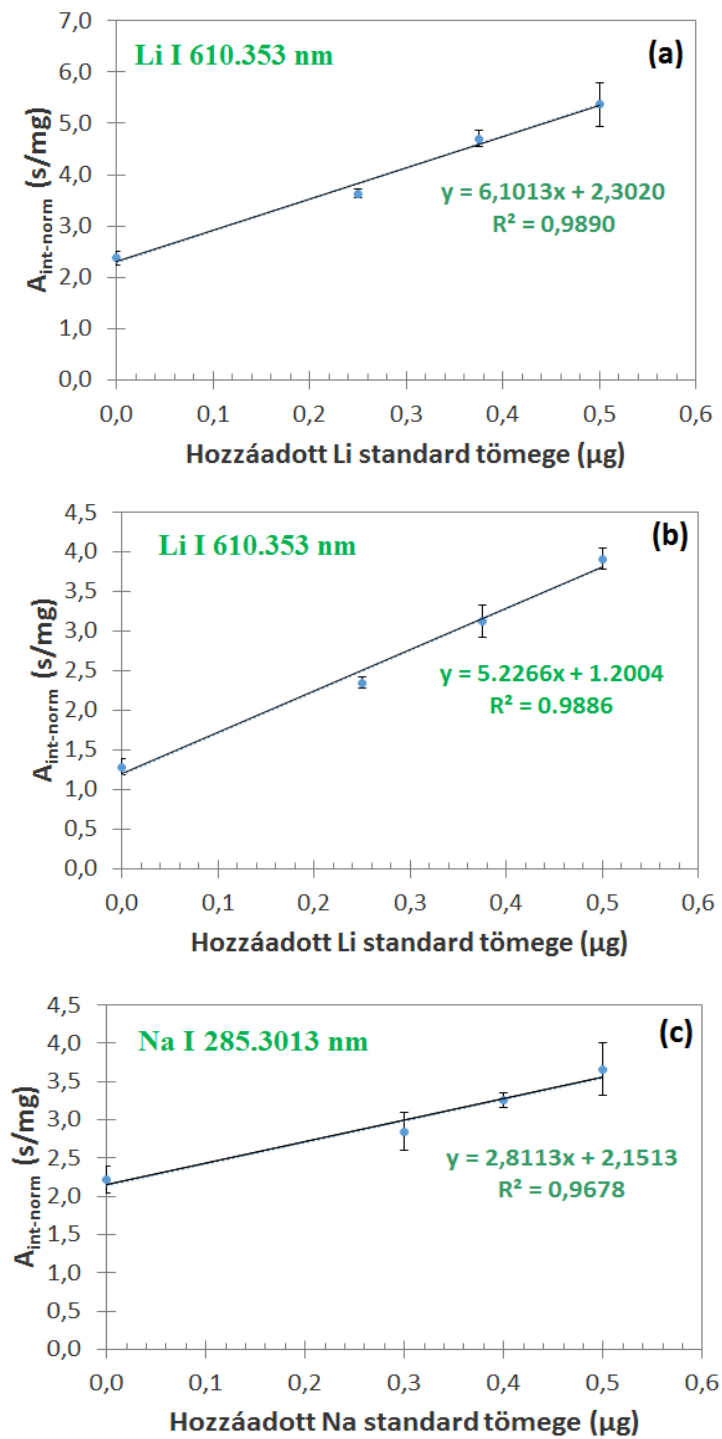 Li I 610.353 nm
(a)
7,0
6,0
5,0
4,0
3,0
2,0
1,0
0,0
A int-norm (s/mg)
y = 6,1013x + 2,3020
R² = 0,9890
0,0 0,1 0,2 0,3 0,4 0,5 0,6
Hozzáadott Li standard tömege (µg)
Li I 610.353 nm
(b)
4,5
4,0
3,5
3,0
2,5
2,0
1,5
1,0
0,5
0,0
A int-norm (s/mg)
y = 5.2266x + 1.2004
R² = 0.9886
0,0 0,1 0,2 0,3 0,4 0,5 0,6
Hozzáadott Li standard tömege (µg)
Na I 285.3013 nm
(c)
4,5
4,0
3,5
3,0
2,5
2,0
1,5
1,0
0,5
0,0
A int-norm (s/mg)
y = 2,8113x + 2,1513
R² = 0,9678
0,0 0,1 0,2 0,3 0,4 0,5 0,6
Hozzáadott Na standard tömege (µg)